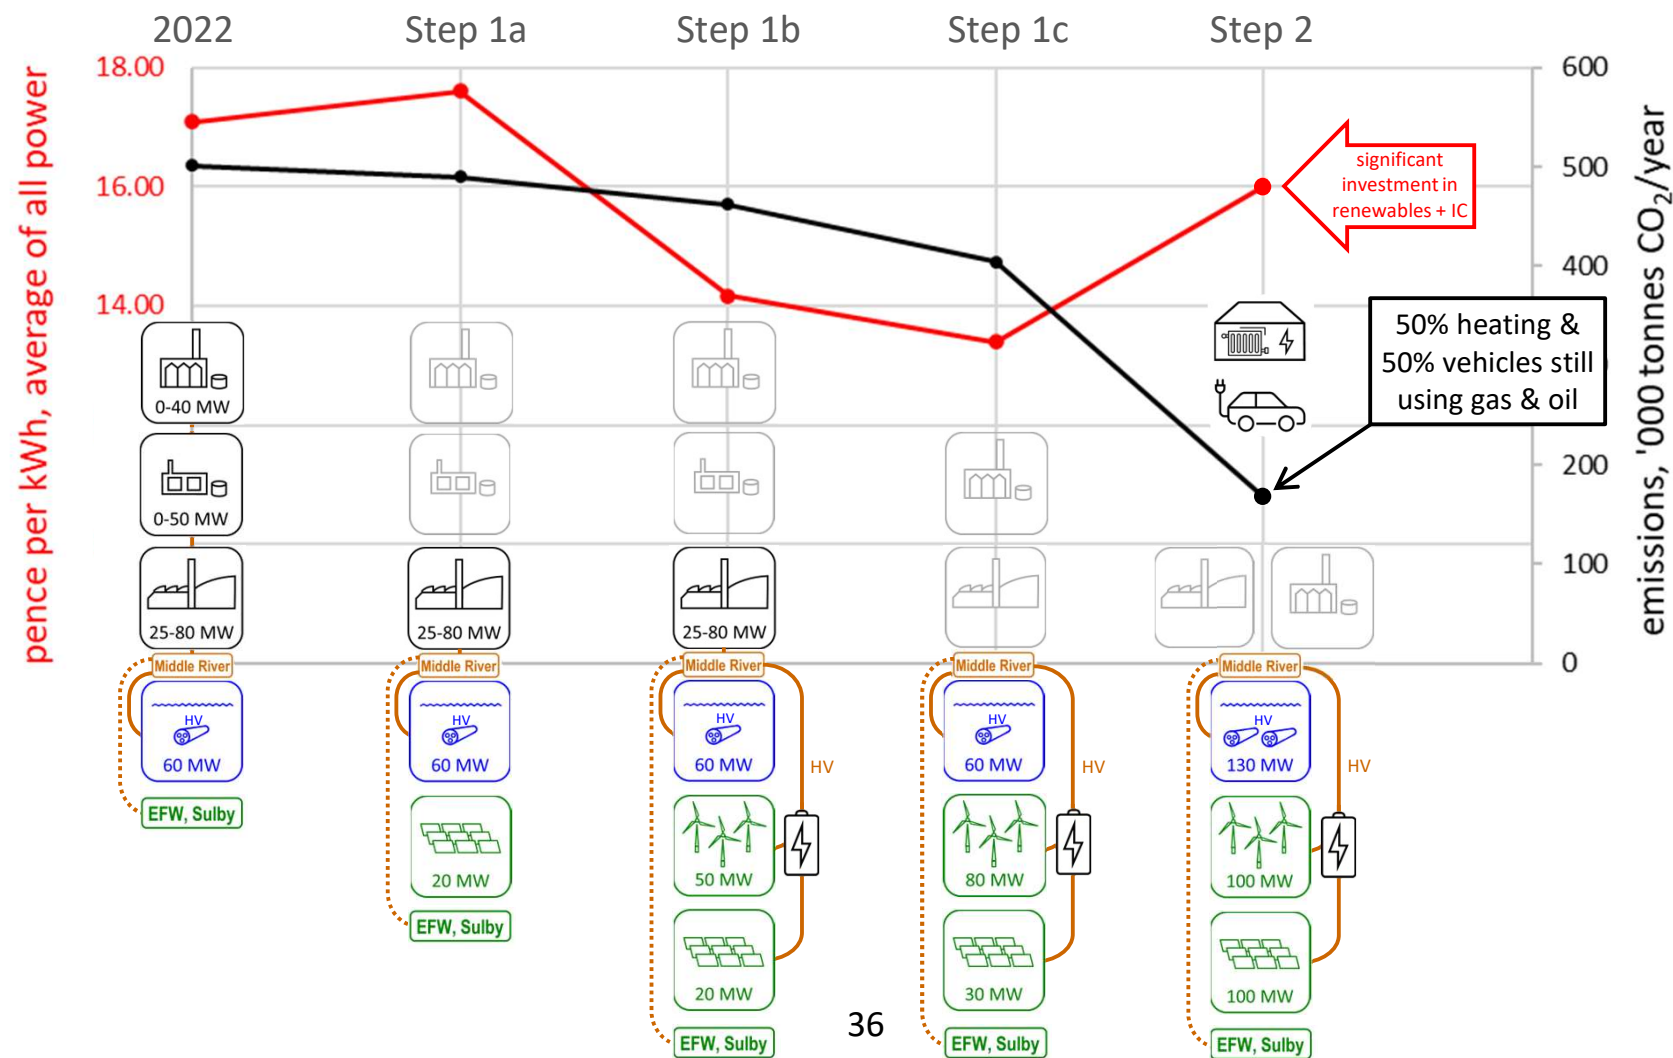 2022
Step 1a
Step 1b
Step 1c
Step 2
pence per kWh, average of all power
18.00
16.00
14.00
600
500
400
200
100
0
emissions, '000 tonnes CO₂/year
significant
investment in
renewables + IC
50% heating &
50% vehicles still
using gas & oil
0-40 MW
0-50 MW
25-80 MW
25-80 MW
25-80 MW
Middle River
Middle River
Middle River
Middle River
Middle River
HV
60 MW
HV
60 MW
HV
60 MW
HV
HV
60 MW
HV
130 MW
HV
EFW, Sulby
20 MW
50 MW
80 MW
100 MW
EFW, Sulby
20 MW
30 MW
100 MW
EFW, Sulby
EFW, Sulby
EFW, Sulby
36